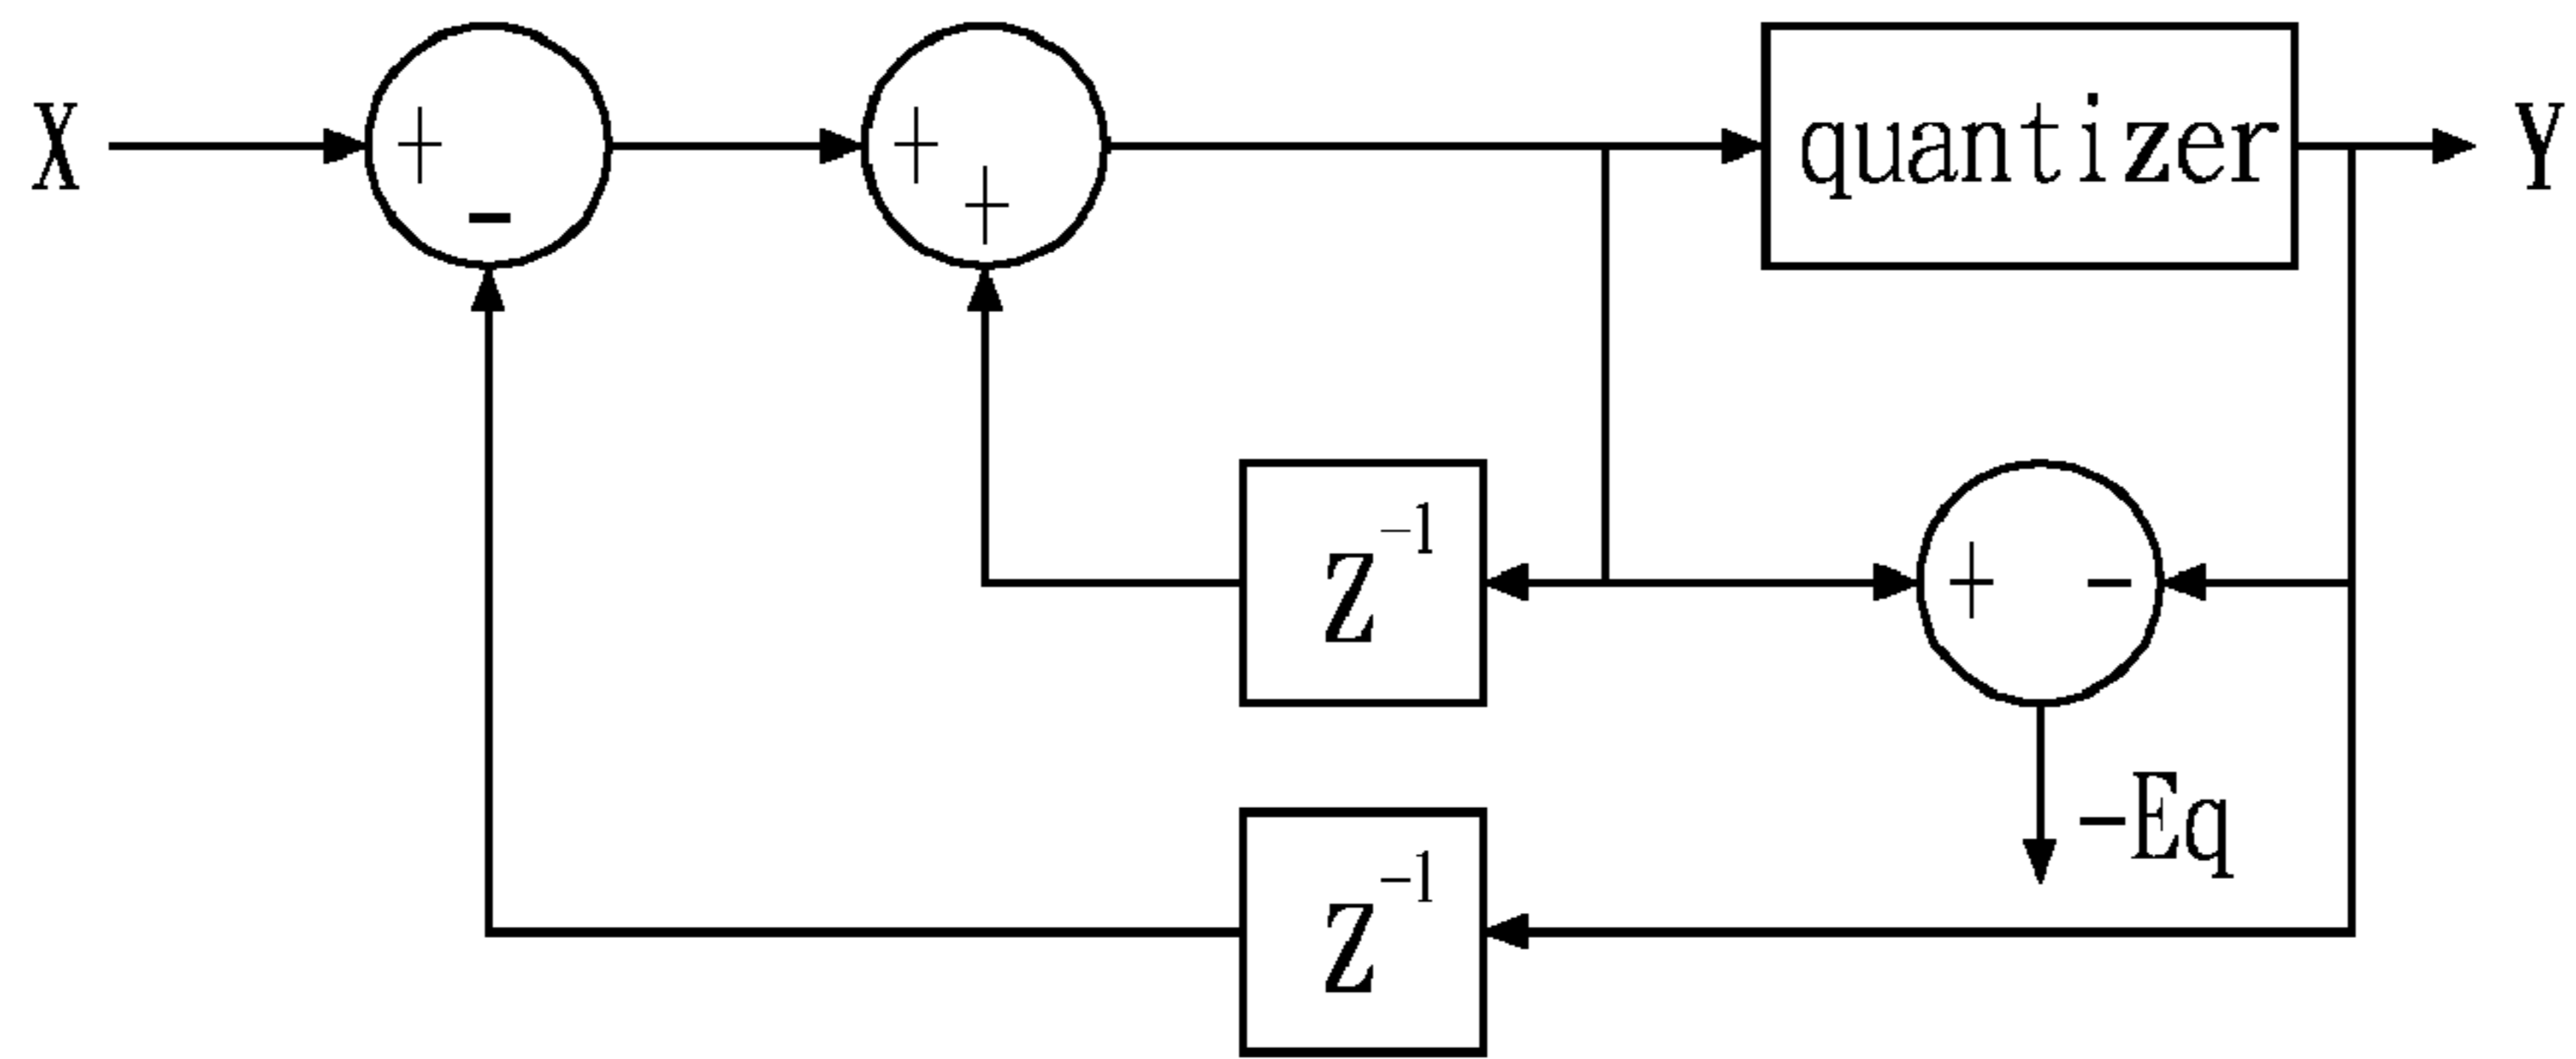 X
+
-
+
+
quantizer
Y
Z⁻¹
+
-
-Eq
Z⁻¹